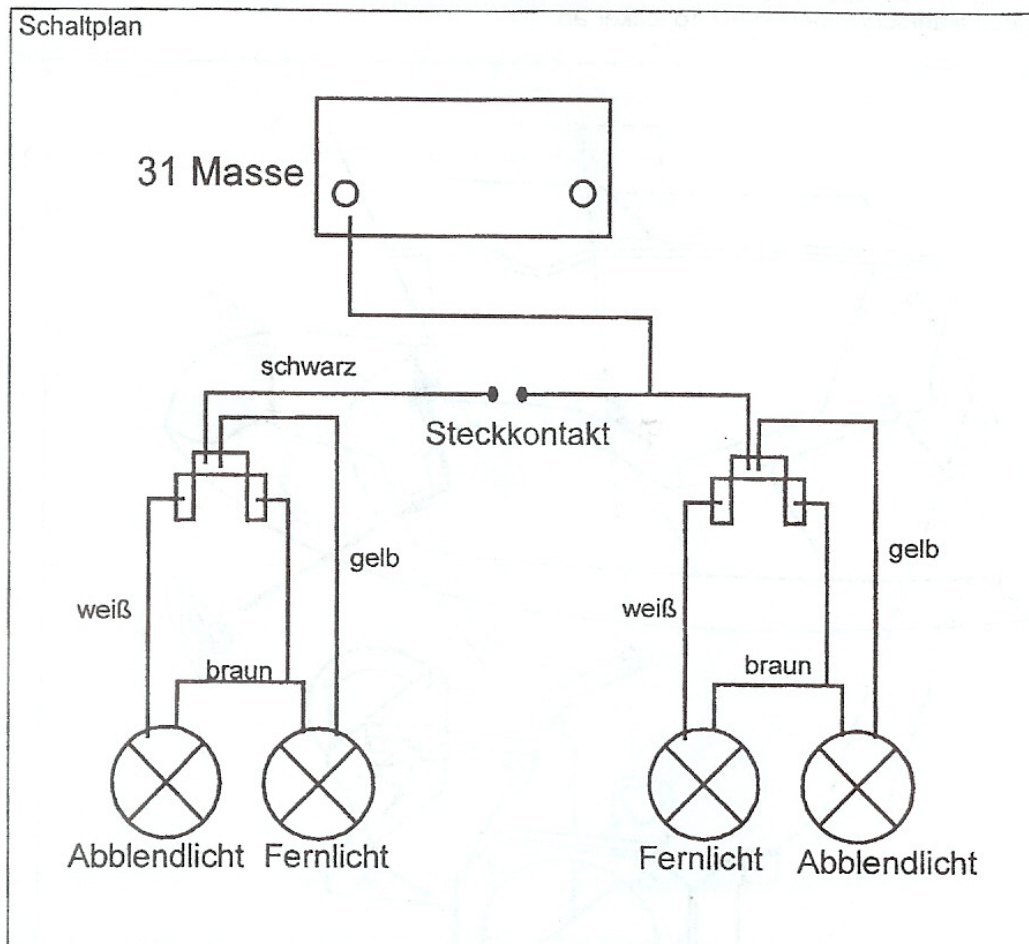 Schaltplan
31 Masse
schwarz
Steckkontakt
gelb
gelb
weiß
weiß
braun
braun
Abblendlicht Fernlicht
Fernlicht Abblendlicht